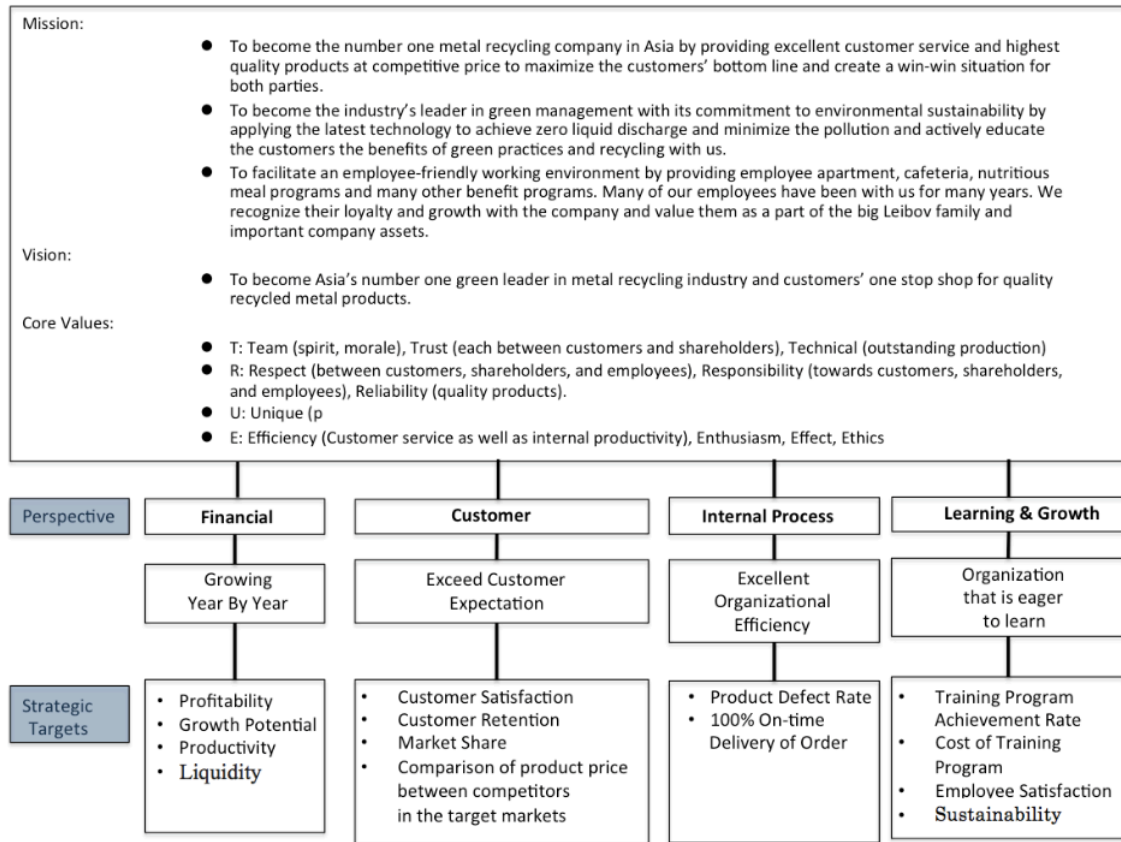 Mission:
● To become the number one metal recycling company in Asia by providing excellent customer service and highest
quality products at competitive price to maximize the customers' bottom line and create a win-win situation for
both parties.
● To become the industry's leader in green management with its commitment to environmental sustainability by
applying the latest technology to achieve zero liquid discharge and minimize the pollution and actively educate
the customers the benefits of green practices and recycling with us.
● To facilitate an employee-friendly working environment by providing employee apartment, cafeteria, nutritious
meal programs and many other benefit programs. Many of our employees have been with us for many years. We
recognize their loyalty and growth with the company and value them as a part of the big Leibov family and
important company assets.
Vision:
● To become Asia's number one green leader in metal recycling industry and customers' one stop shop for quality
recycled metal products.
Core Values:
● T: Team (spirit, morale), Trust (each between customers and shareholders), Technical (outstanding production)
● R: Respect (between customers, shareholders, and employees), Responsibility (towards customers, shareholders,
and employees), Reliability (quality products).
● U: Unique (p
● E: Efficiency (Customer service as well as internal productivity), Enthusiasm, Effect, Ethics
Perspective
Financial
Customer
Internal Process
Learning & Growth
Growing
Year By Year
Exceed Customer
Expectation
Excellent
Organizational
Efficiency
Organization
that is eager
to learn
Strategic
Targets
• Profitability
• Growth Potential
• Productivity
• Liquidity
• Customer Satisfaction
• Customer Retention
• Market Share
• Comparison of product price
between competitors
in the target markets
• Product Defect Rate
• 100% On-time
Delivery of Order
• Training Program
Achievement Rate
• Cost of Training
Program
• Employee Satisfaction
• Sustainability